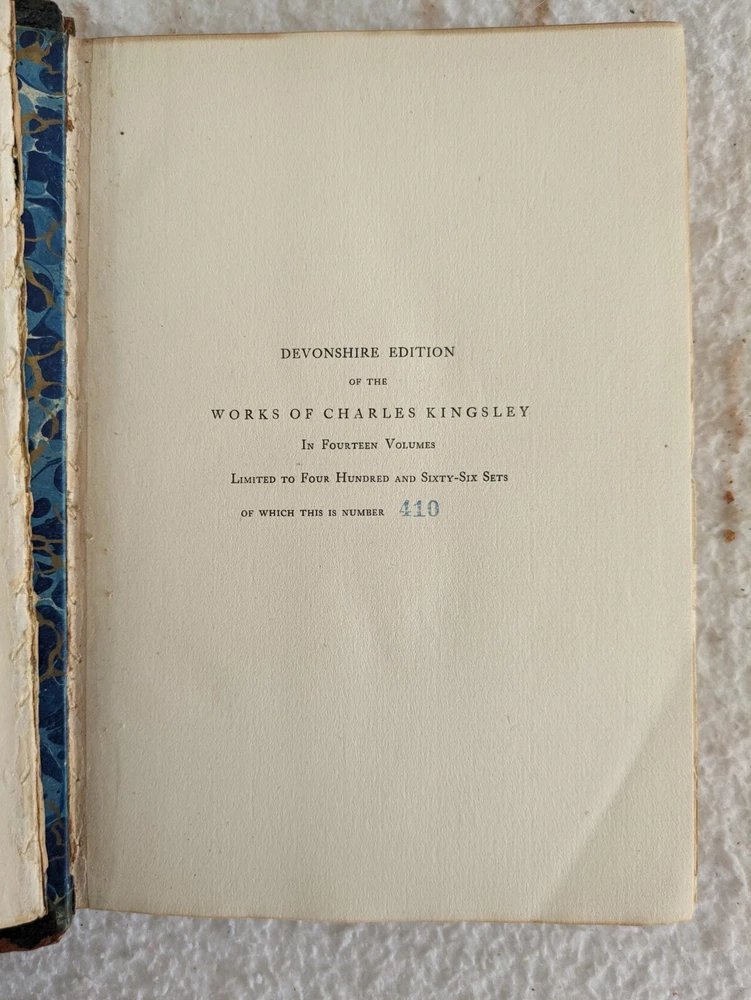 DEVONSHIRE EDITION
OF THE
WORKS OF CHARLES KINGSLEY
In Fourteen Volumes
Limited to Four Hundred and Sixty-Six Sets
OF WHICH THIS IS NUMBER 410